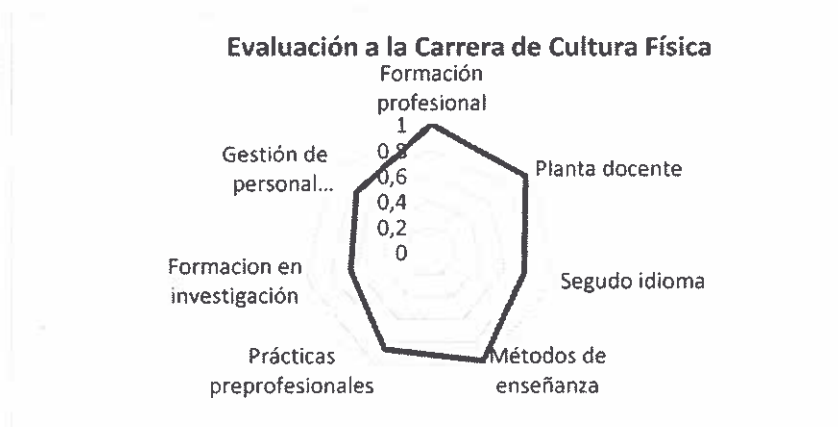 Evaluación a la Carrera de Cultura Física
Formación
profesional
1
0,8
0,6
0,4
0,2
0
Planta docente
Segudo idioma
Métodos de
enseñanza
Prácticas
preprofesionales
Formacion en
investigación
Gestión de
personal...